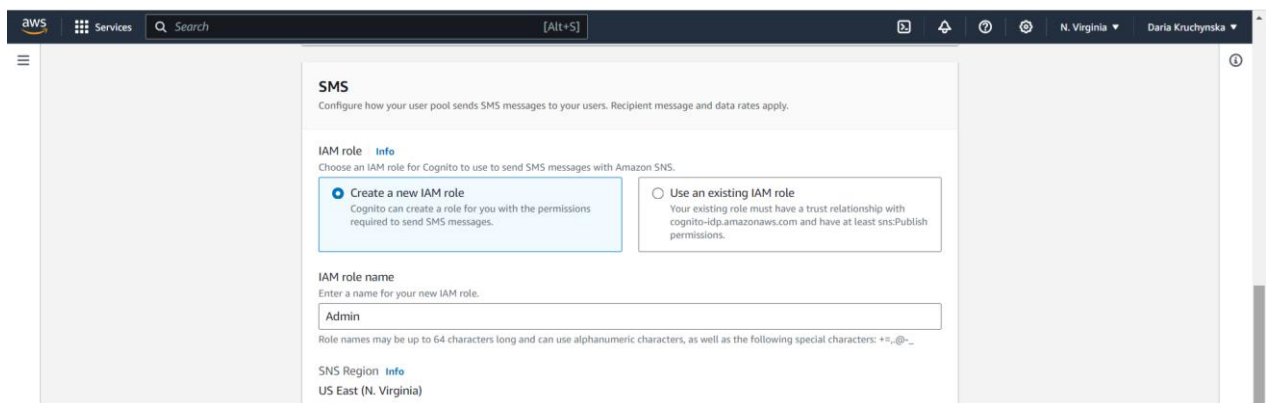 aws Services Search [Alt+S] N. Virginia ▼ Daria Kruchynska ▼
SMS
Configure how your user pool sends SMS messages to your users. Recipient message and data rates apply.
IAM role Info
Choose an IAM role for Cognito to use to send SMS messages with Amazon SNS.
Create a new IAM role
Cognito can create a role for you with the permissions
required to send SMS messages.
Use an existing IAM role
Your existing role must have a trust relationship with
cognito-idp.amazonaws.com and have at least sns:Publish
permissions.
IAM role name
Enter a name for your new IAM role.
Admin
Role names may be up to 64 characters long and can use alphanumeric characters, as well as the following special characters: +=,.@-_
SNS Region Info
US East (N. Virginia)